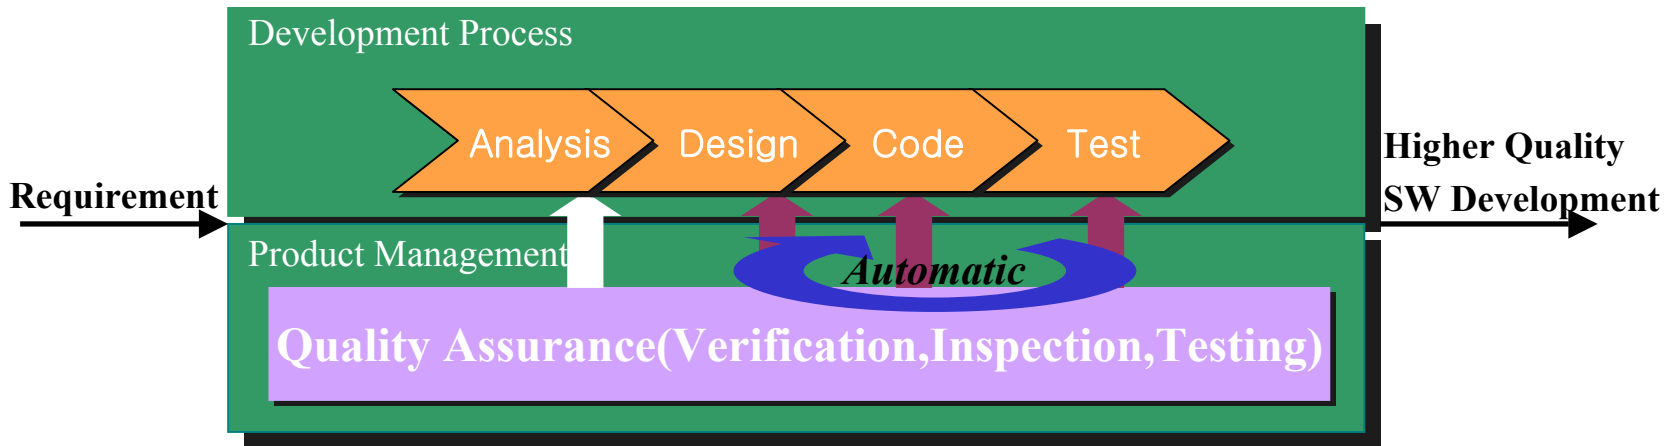 Development Process
Analysis
Design
Code
Test
Requirement
Higher Quality
SW Development
Product Management
Automatic
Quality Assurance(Verification,Inspection,Testing)